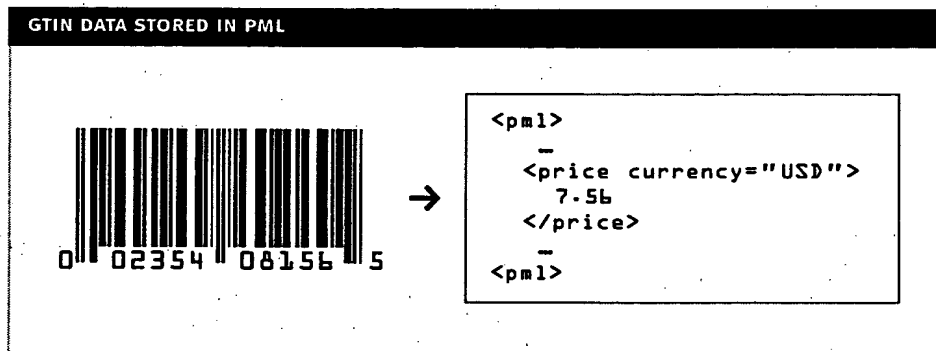 GTIN DATA STORED IN PML
<pml>
–
<price currency="USD">
7.56
</price>
–
<pml>
0 02354 08156 5